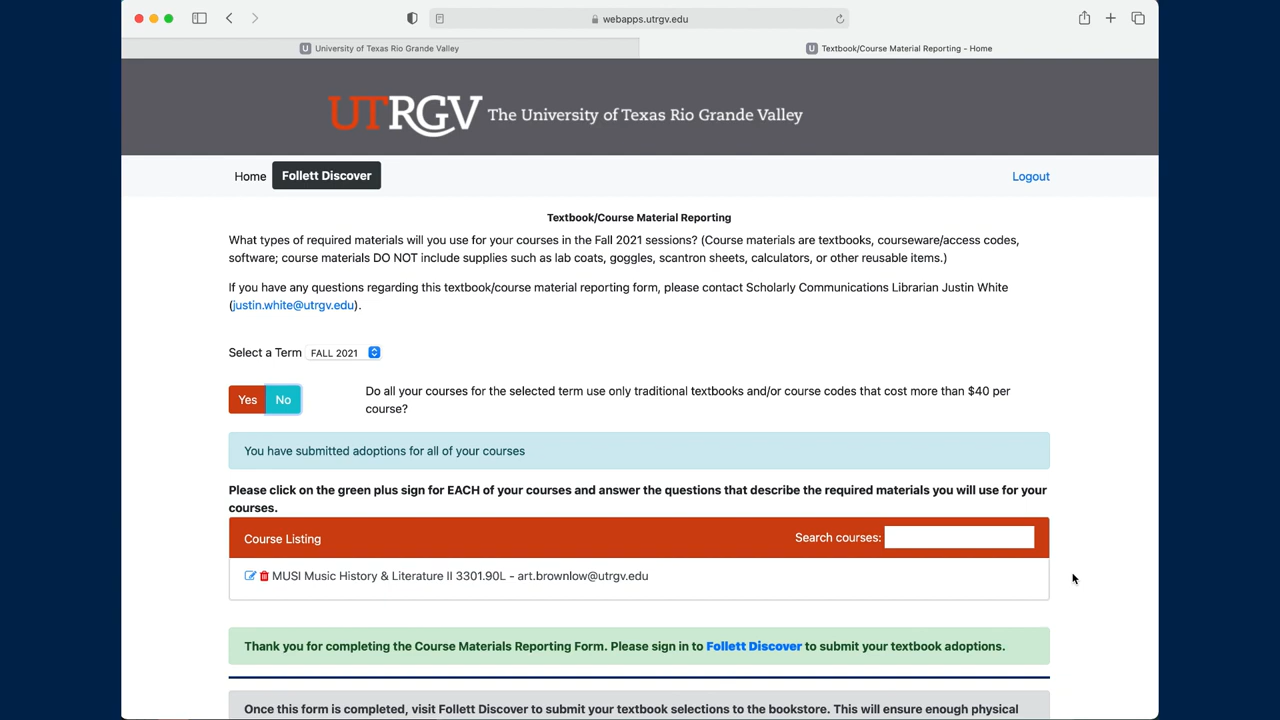 webapps.utrgv.edu
U University of Texas Rio Grande Valley
U Textbook/Course Material Reporting - Home
UTRGV The University of Texas Rio Grande Valley
Home Follett Discover Logout
Textbook/Course Material Reporting
What types of required materials will you use for your courses in the Fall 2021 sessions? (Course materials are textbooks, courseware/access codes,
software; course materials DO NOT include supplies such as lab coats, goggles, scantron sheets, calculators, or other reusable items.)
If you have any questions regarding this textbook/course material reporting form, please contact Scholarly Communications Librarian Justin White
(justin.white@utrgv.edu).
Select a Term FALL 2021
Yes No
Do all your courses for the selected term use only traditional textbooks and/or course codes that cost more than $40 per
course?
You have submitted adoptions for all of your courses
Please click on the green plus sign for EACH of your courses and answer the questions that describe the required materials you will use for your
courses.
Course Listing Search courses:
MUSI Music History & Literature II 3301.90L - art.brownlow@utrgv.edu
Thank you for completing the Course Materials Reporting Form. Please sign in to Follett Discover to submit your textbook adoptions.
Once this form is completed, visit Follett Discover to submit your textbook selections to the bookstore. This will ensure enough physical